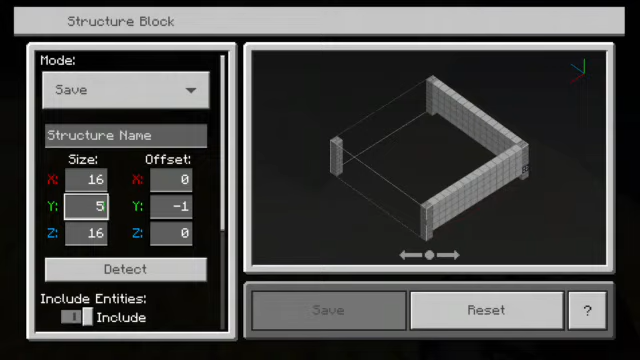 Structure Block
Mode:
Save
Structure Name
Size: Offset:
X: 16 X: 0
Y: 5 Y: -1
Z: 16 Z: 0
Detect
Include Entities:
Include
Save Reset ?